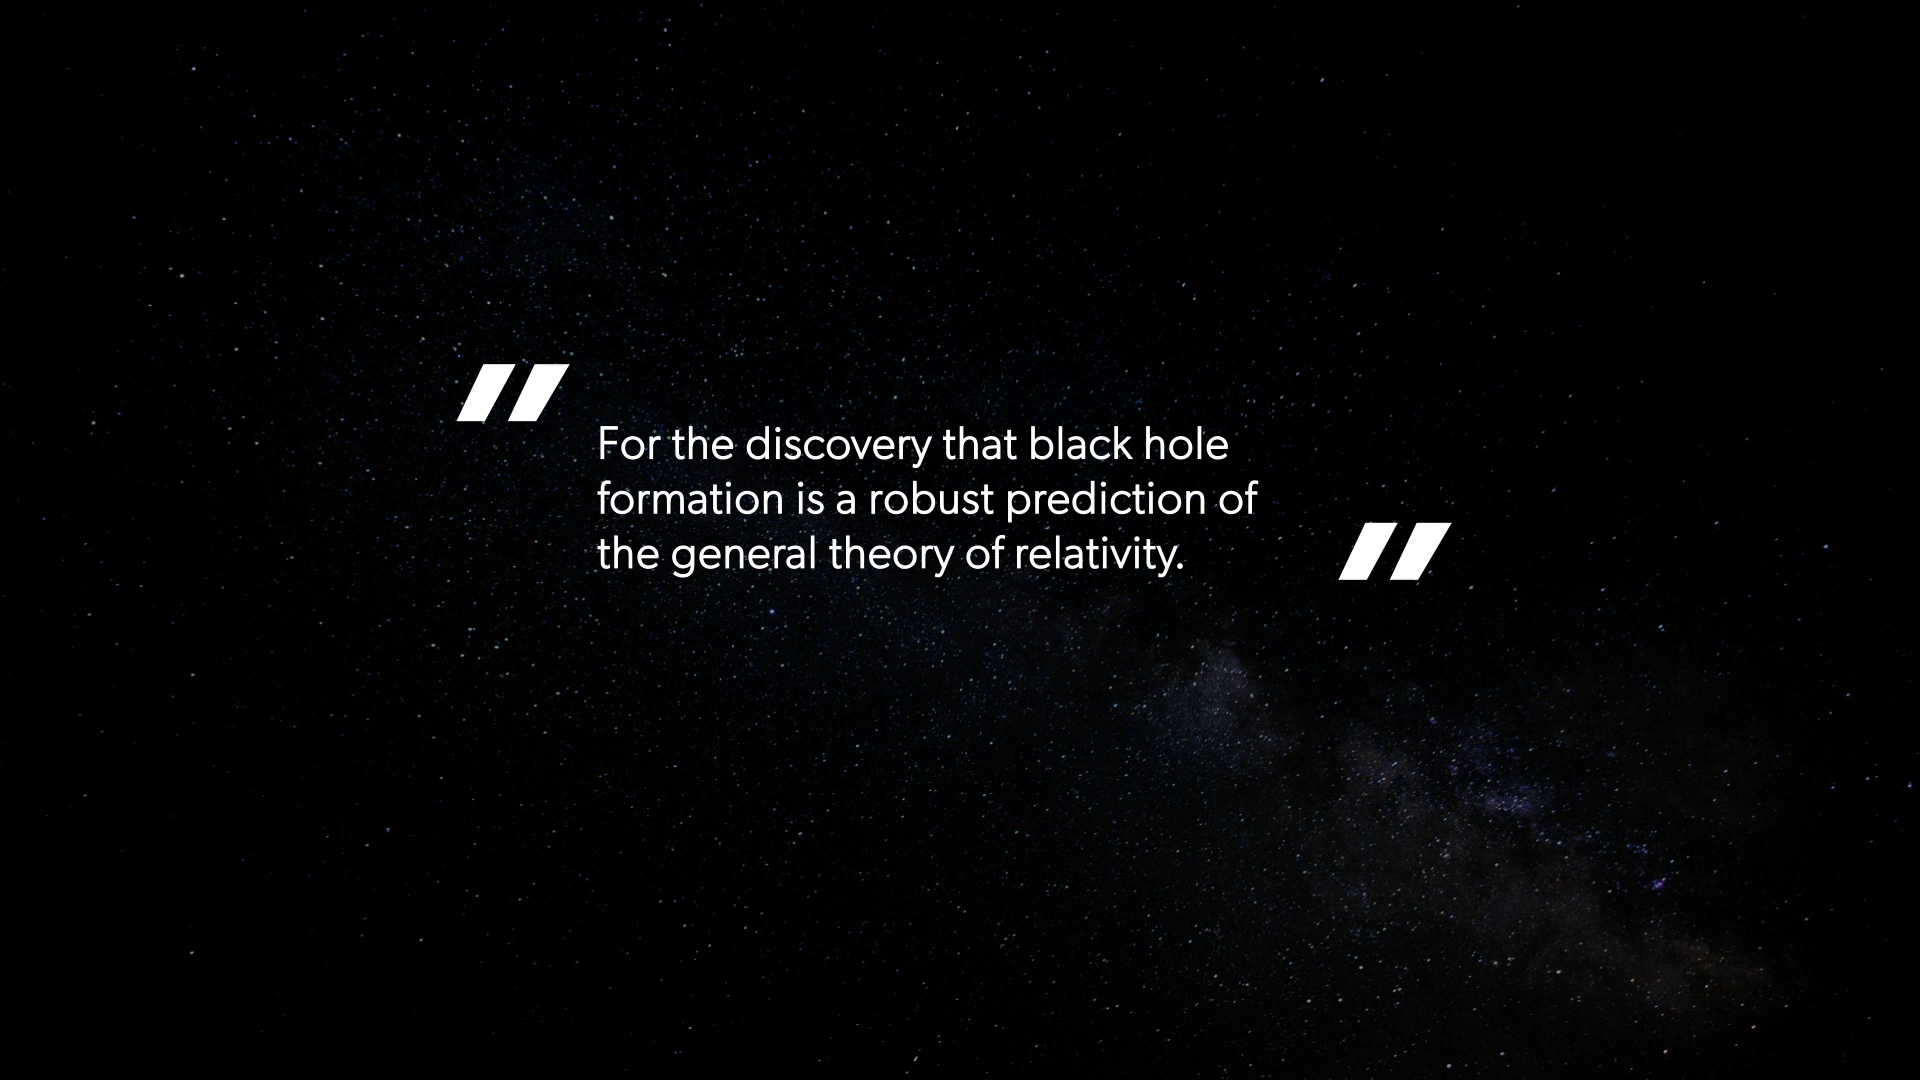 "For the discovery that black hole
formation is a robust prediction of
the general theory of relativity."